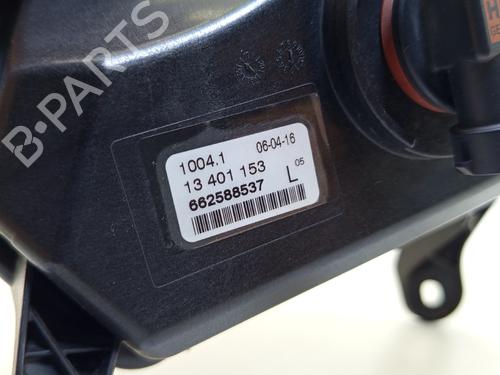 B-PARTS
1004.1 06-04-16
13 401 153
662588537 L 05
H